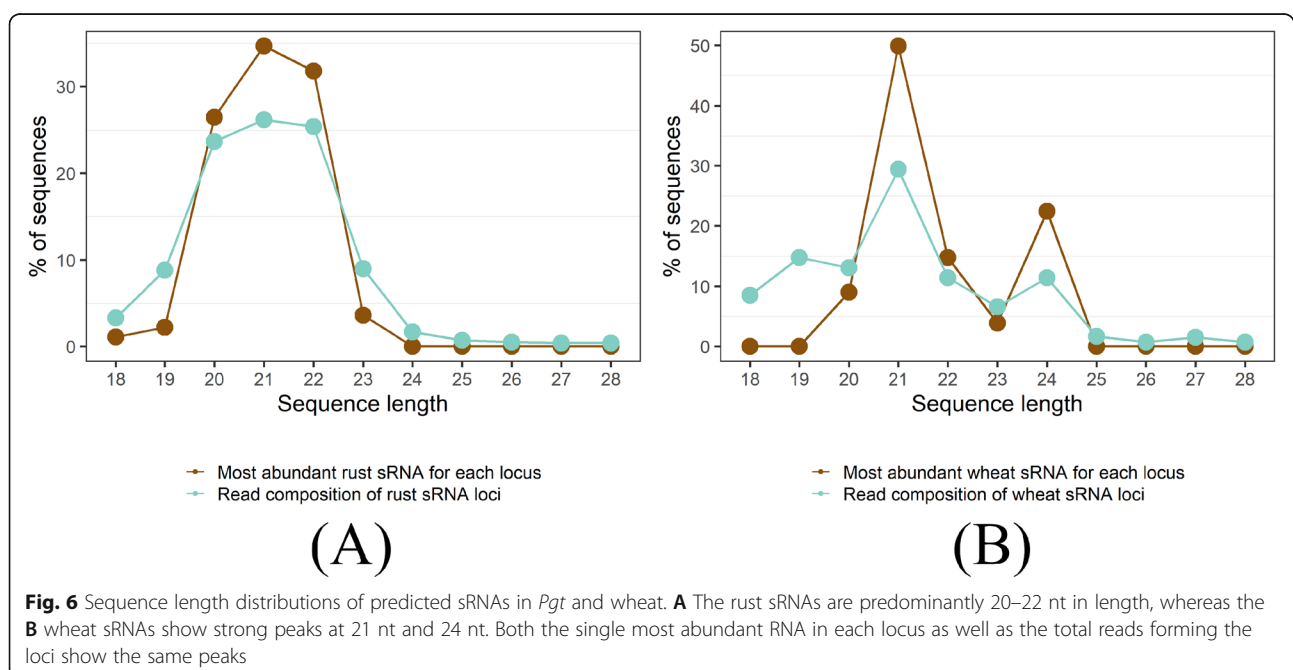 30
20
10
0
% of sequences
18 19 20 21 22 23 24 25 26 27 28
Sequence length
Most abundant rust sRNA for each locus
Read composition of rust sRNA loci
(A)
50
40
30
20
10
0
% of sequences
18 19 20 21 22 23 24 25 26 27 28
Sequence length
Most abundant wheat sRNA for each locus
Read composition of wheat sRNA loci
(B)
Fig. 6 Sequence length distributions of predicted sRNAs in Pgt and wheat. A The rust sRNAs are predominantly 20–22 nt in length, whereas the
B wheat sRNAs show strong peaks at 21 nt and 24 nt. Both the single most abundant RNA in each locus as well as the total reads forming the
loci show the same peaks